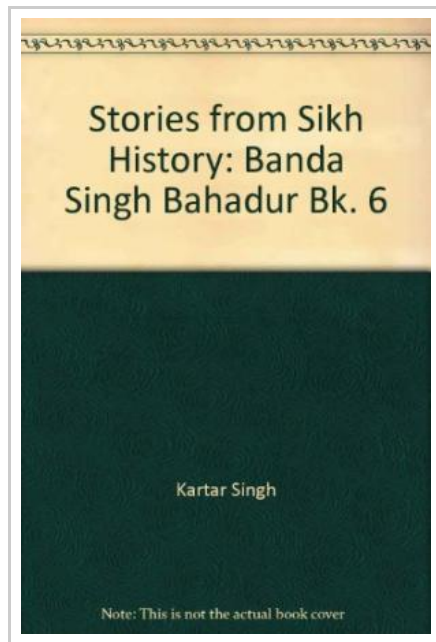 Stories from Sikh
History: Banda
Singh Bahadur Bk. 6
Kartar Singh
Note: This is not the actual book cover